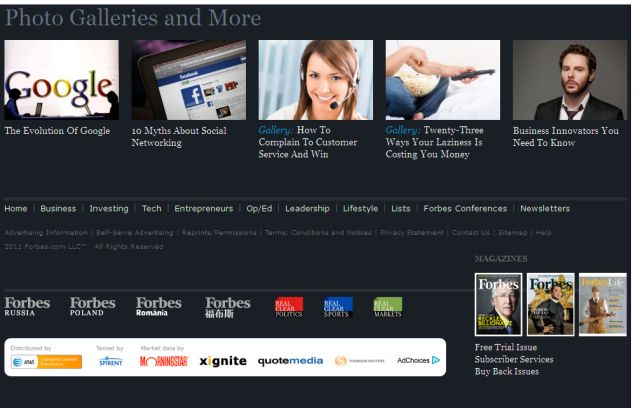 Photo Galleries and More
Google
facebook
The Evolution Of Google
10 Myths About Social
Networking
Gallery: How To
Complain To Customer
Service And Win
Gallery: Twenty-Three
Ways Your Laziness Is
Costing You Money
Business Innovators You
Need To Know
Home | Business | Investing | Tech | Entrepreneurs | Op/Ed | Leadership | Lifestyle | Lists | Forbes Conferences | Newsletters
Advertising Information | Self-Serve Advertising | Reprints/Permissions | Terms, Conditions and Notices | Privacy Statement | Contact Us | Sitemap | Help
2011 Forbes.com LLC™ All Rights Reserved
MAGAZINES
Forbes Forbes ForbesLife
RECKLESS
BILLIONAIRE
Forbes
RUSSIA
Forbes
POLAND
Forbes
România
Forbes
福布斯
REAL
CLEAR
POLITICS
REAL
CLEAR
SPORTS
REAL
CLEAR
MARKETS
Free Trial Issue
Subscriber Services
Buy Back Issues
Distributed by
at&t
Tested by
SPIRENT
Market data by
MORNINGSTAR
xignite
quotemedia
THOMSON REUTERS
AdChoices